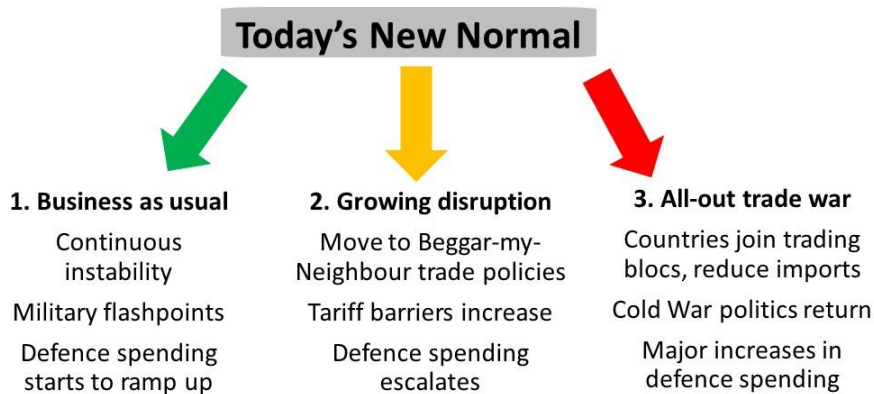 Today's New Normal
1. Business as usual
Continuous
instability
Military flashpoints
Defence spending
starts to ramp up
2. Growing disruption
Move to Beggar-my-
Neighbour trade policies
Tariff barriers increase
Defence spending
escalates
3. All-out trade war
Countries join trading
blocs, reduce imports
Cold War politics return
Major increases in
defence spending